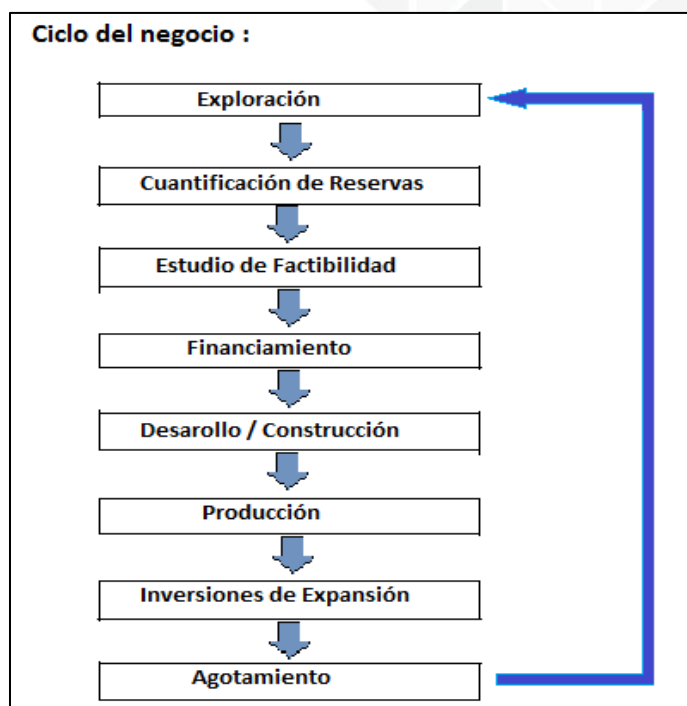 Ciclo del negocio :
Exploración
Cuantificación de Reservas
Estudio de Factibilidad
Financiamiento
Desarollo / Construcción
Producción
Inversiones de Expansión
Agotamiento